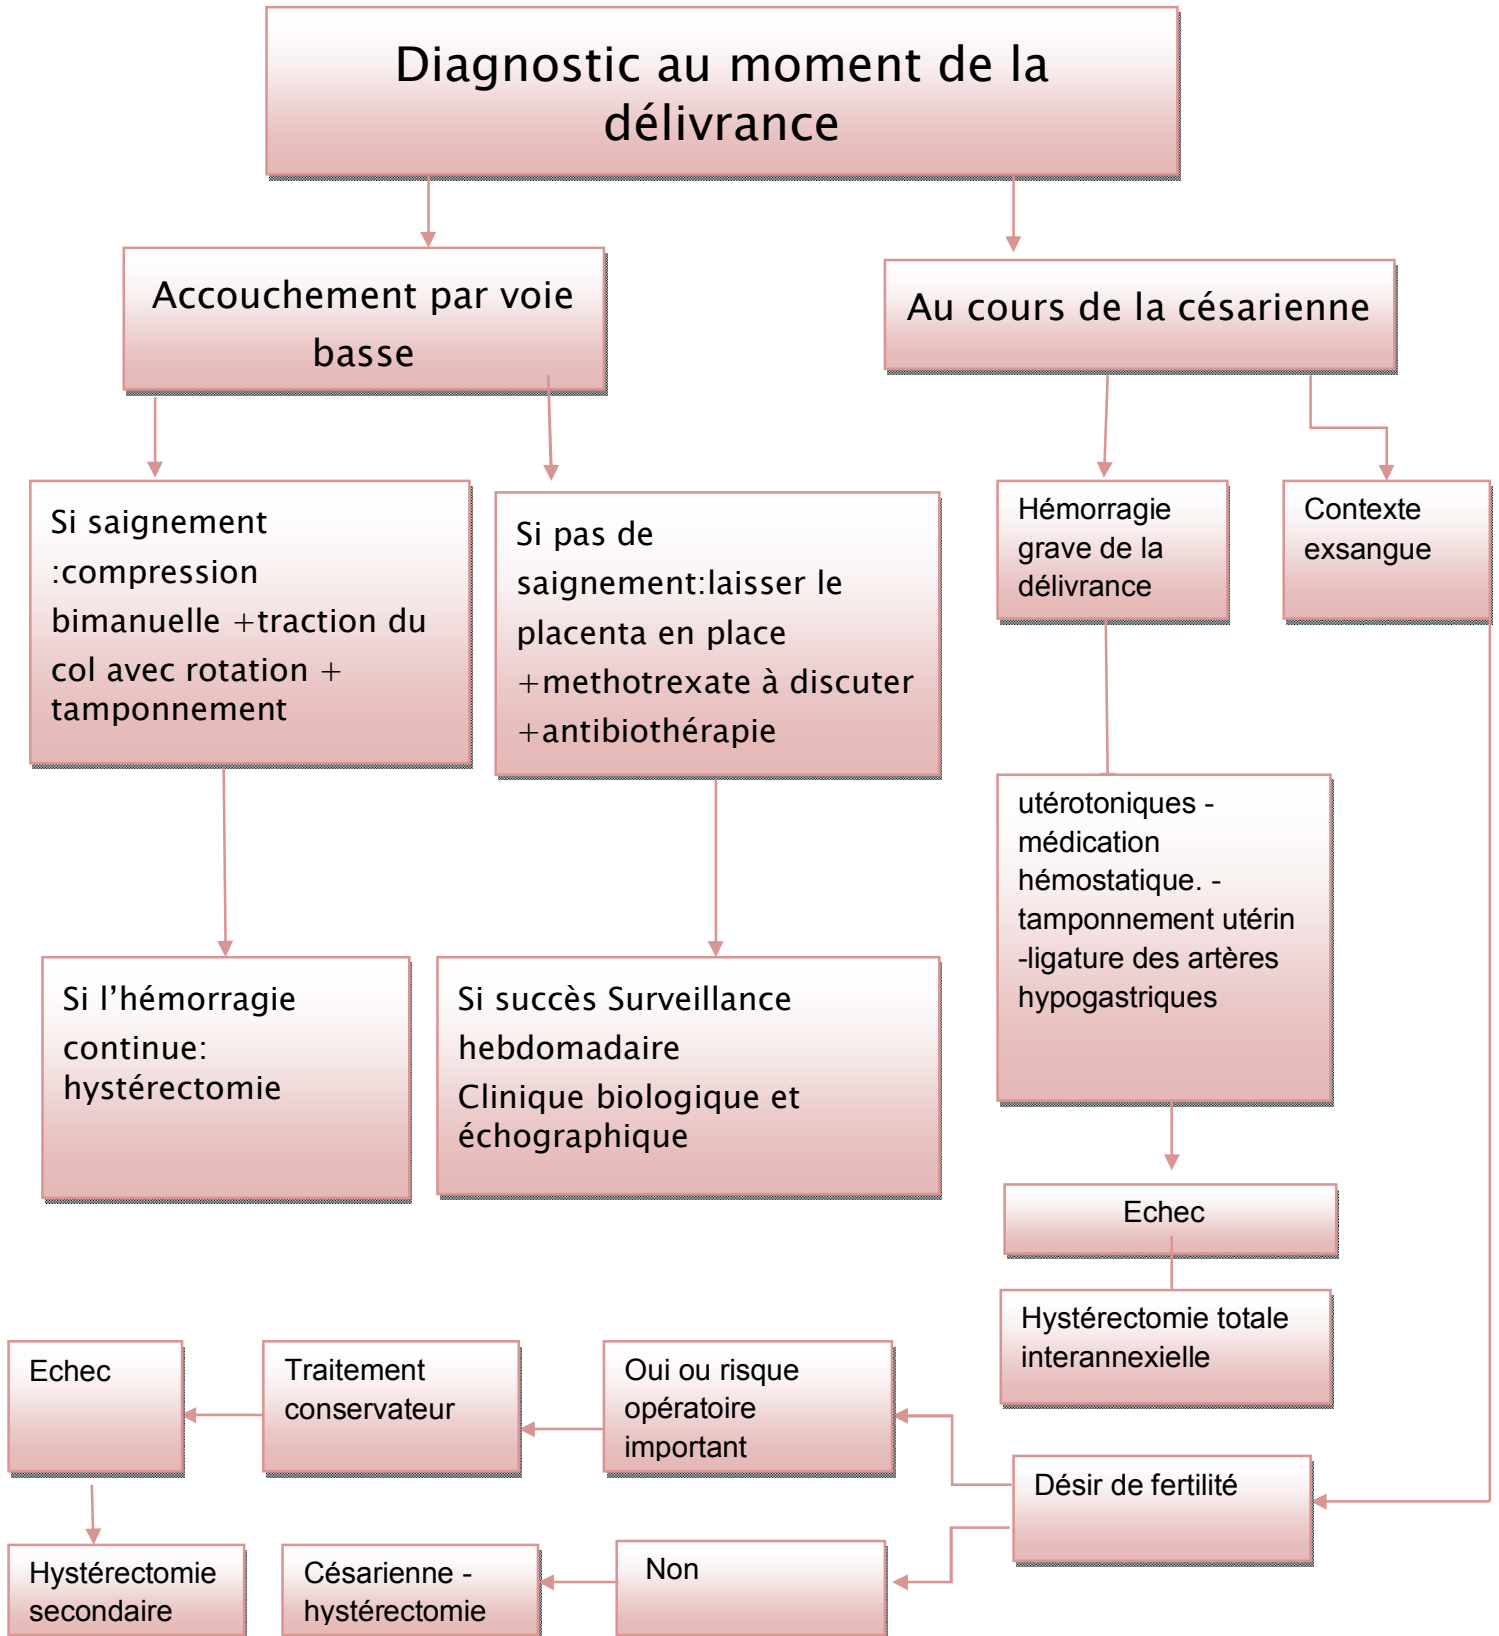 Diagnostic au moment de la
délivrance
Accouchement par voie
basse
Au cours de la césarienne
Si saignement
:compression
bimanuelle +traction du
col avec rotation +
tamponnement
Si pas de
saignement:laisser le
placenta en place
+methotrexate à discuter
+antibiothérapie
Hémorragie
grave de la
délivrance
Contexte
exsangue
utérotoniques -
médication
hémostatique. -
tamponnement utérin
-ligature des artères
hypogastriques
Si l’hémorragie
continue:
hystérectomie
Si succès Surveillance
hebdomadaire
Clinique biologique et
échographique
Echec
Hystérectomie totale
interannexielle
Echec
Traitement
conservateur
Oui ou risque
opératoire
important
Désir de fertilité
Hystérectomie
secondaire
Césarienne -
hystérectomie
Non